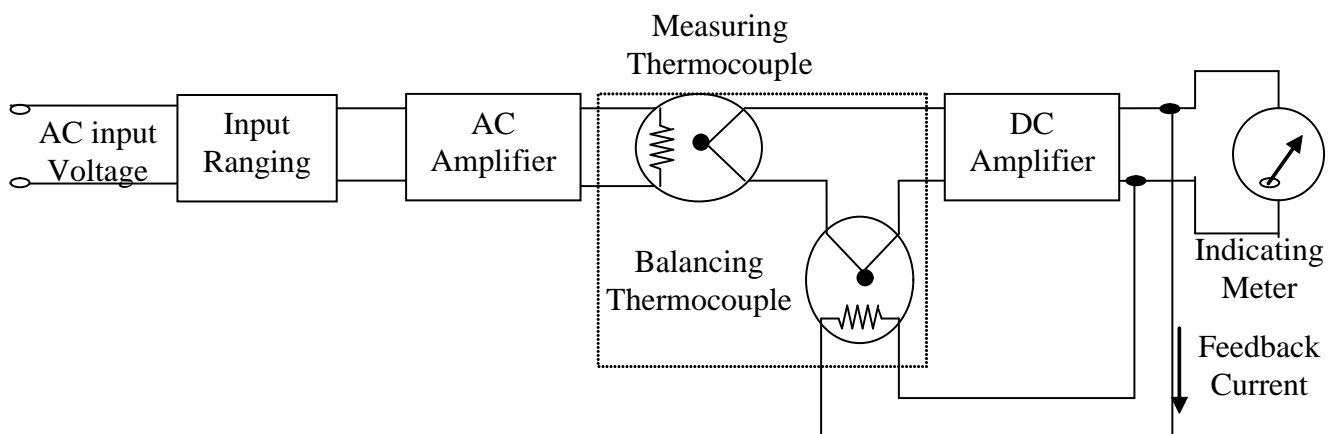 Measuring
Thermocouple
AC input
Voltage
Input
Ranging
AC
Amplifier
DC
Amplifier
Balancing
Thermocouple
Indicating
Meter
Feedback
Current